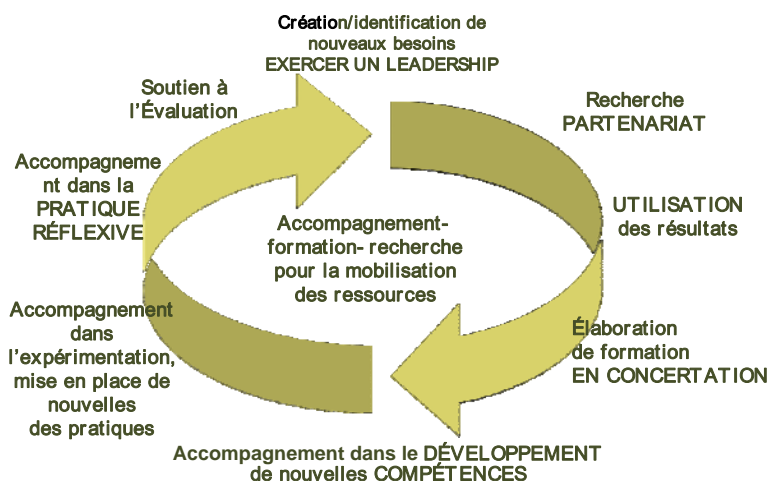 Création/identification de
nouveaux besoins
EXERCER UN LEADERSHIP
Recherche
PARTENARIAT
UTILISATION
des résultats
Élaboration
de formation
EN CONCERTATION
Accompagnement dans le DÉVELOPPEMENT
de nouvelles COMPÉTENCES
Accompagnement
dans
l'expérimentation,
mise en place de
nouvelles
des pratiques
Accompagneme
nt dans la
PRATIQUE
RÉFLEXIVE
Soutien à
l'Évaluation
Accompagnement-
formation- recherche
pour la mobilisation
des ressources